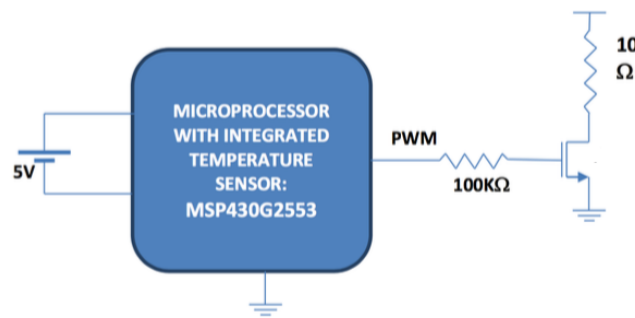 MICROPROCESSOR
WITH INTEGRATED
TEMPERATURE
SENSOR:
MSP430G2553
5V
PWM
100KΩ
10
Ω